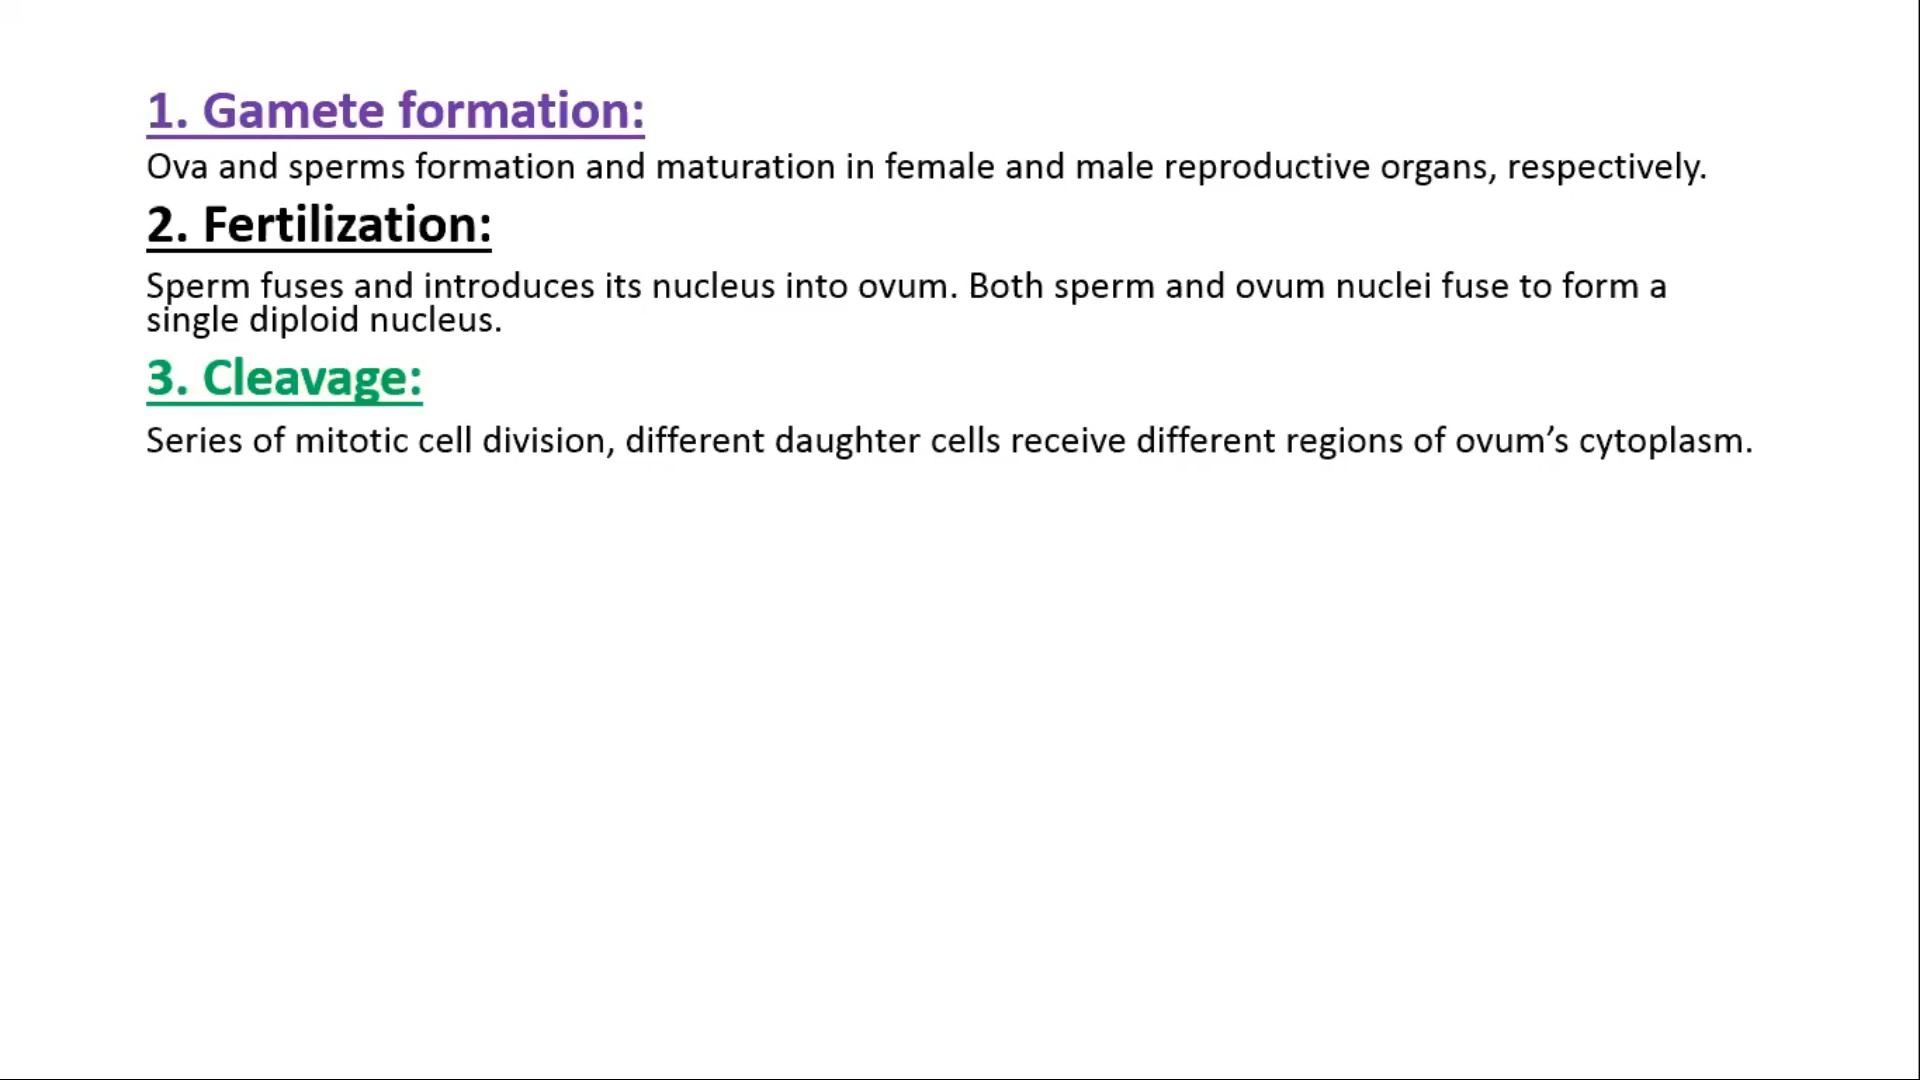 1. Gamete formation:
Ova and sperms formation and maturation in female and male reproductive organs, respectively.
2. Fertilization:
Sperm fuses and introduces its nucleus into ovum. Both sperm and ovum nuclei fuse to form a
single diploid nucleus.
3. Cleavage:
Series of mitotic cell division, different daughter cells receive different regions of ovum’s cytoplasm.